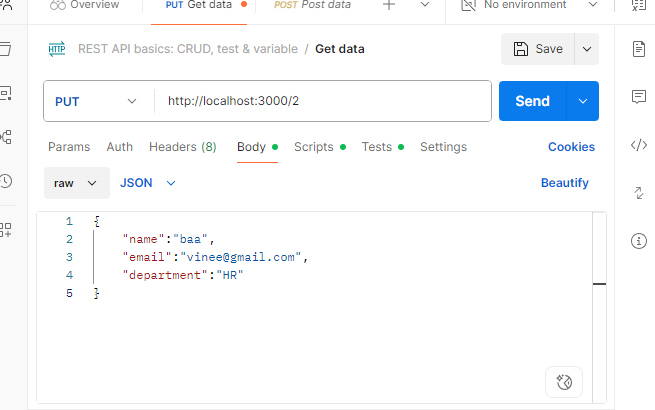 Overview PUT Get data POST Post data No environment
HTTP REST API basics: CRUD, test & variable / Get data Save
PUT http://localhost:3000/2 Send
Params Auth Headers (8) Body Scripts Tests Settings Cookies
raw JSON Beautify
1 {
2 "name":"baa",
3 "email":"vinee@gmail.com",
4 "department":"HR"
5 }